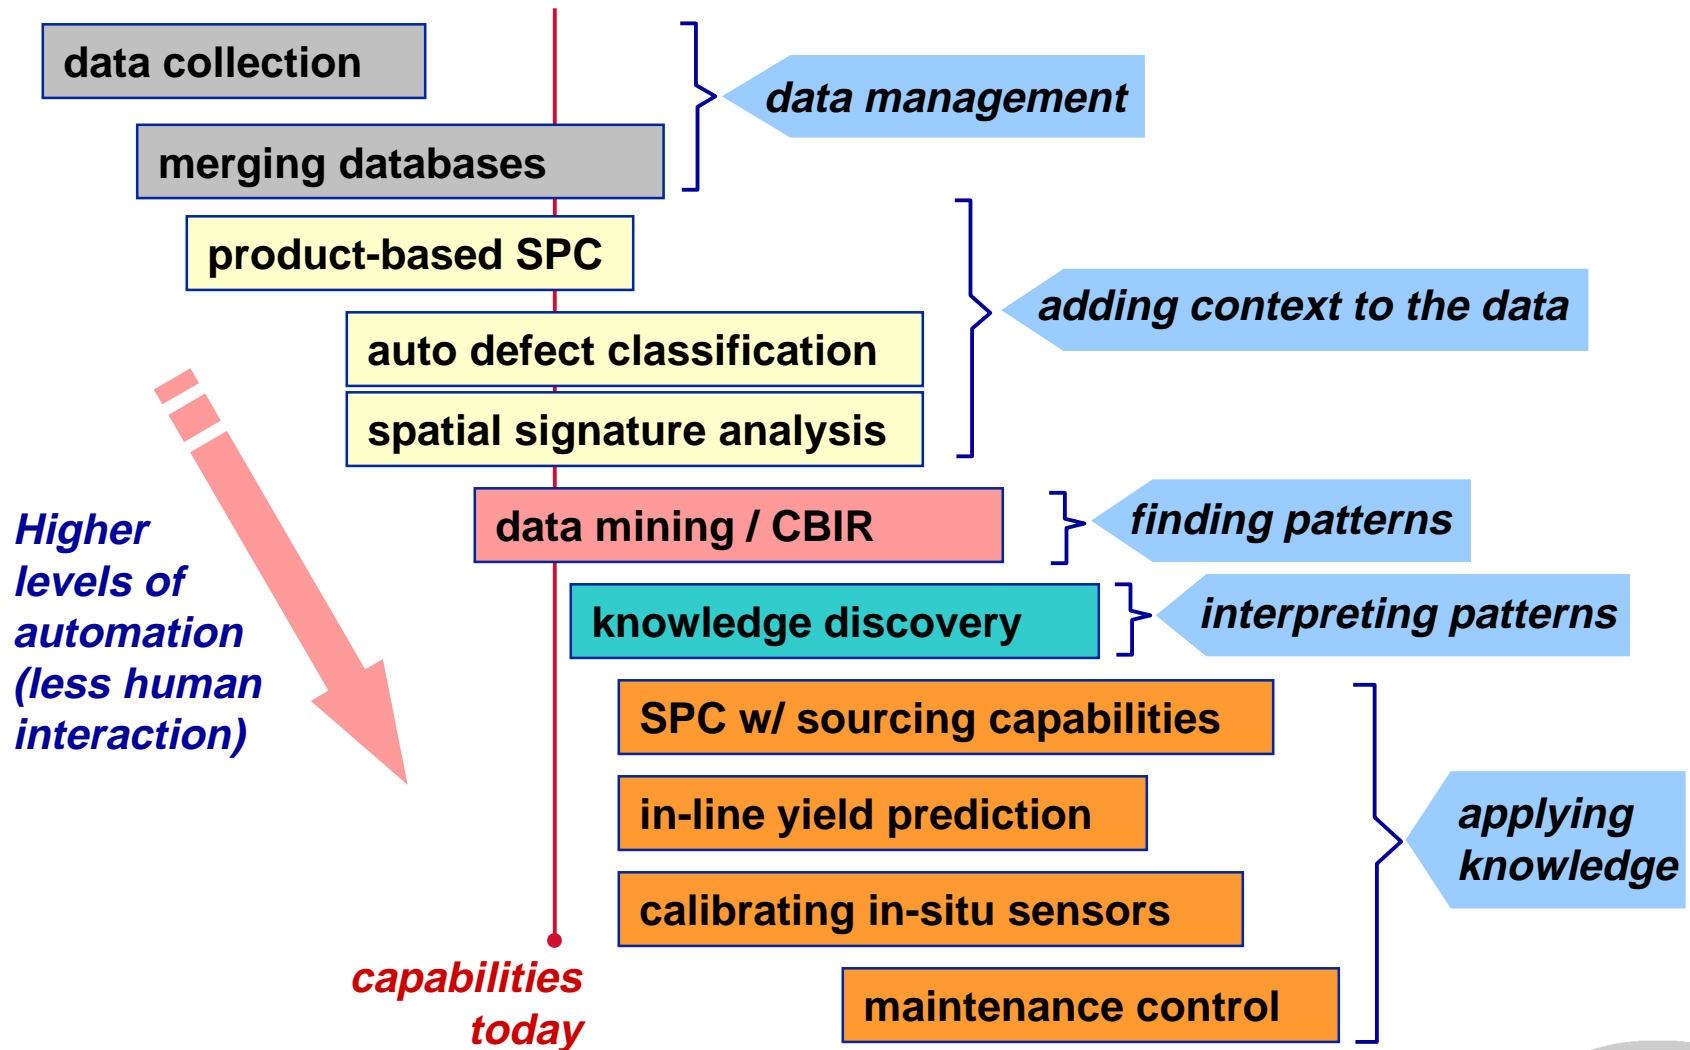 data collection
data management
merging databases
product-based SPC
adding context to the data
auto defect classification
spatial signature analysis
data mining / CBIR
finding patterns
knowledge discovery
interpreting patterns
Higher
levels of
automation
(less human
interaction)
SPC w/ sourcing capabilities
in-line yield prediction
applying
knowledge
calibrating in-situ sensors
capabilities
today
maintenance control